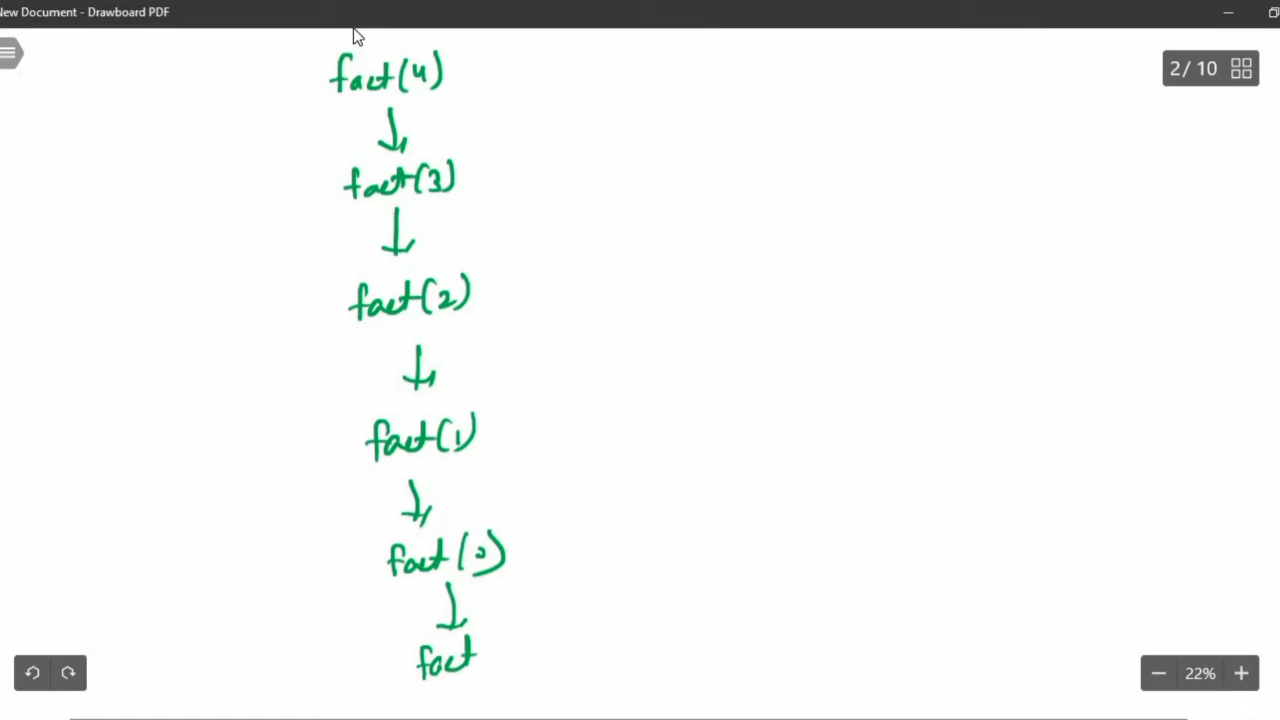 New Document - Drawboard PDF
2 / 10
fact(4)
fact(3)
fact(2)
fact(1)
fact(0)
fact
22%